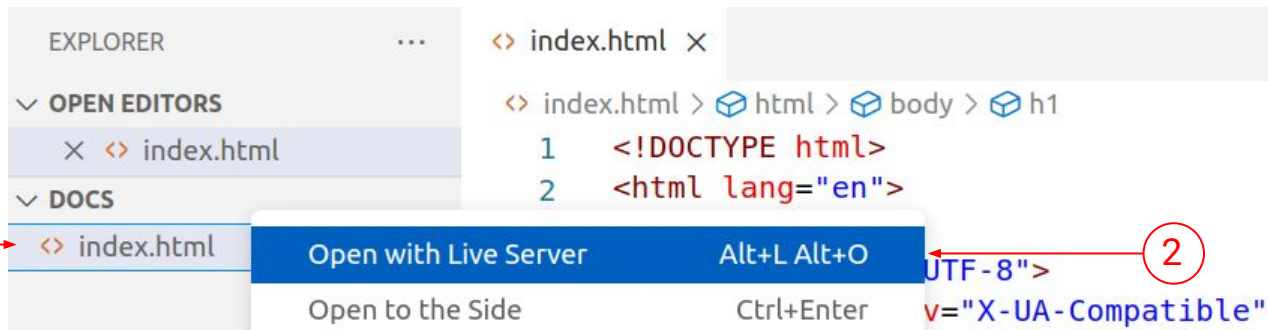 EXPLORER ...
index.html
OPEN EDITORS
index.html
DOCS
index.html
<> index.html > html > body > h1
1 <!DOCTYPE html>
2 <html lang="en">
Open with Live Server Alt+L Alt+O
2
UTF-8">
Open to the Side Ctrl+Enter
v="X-UA-Compatible"